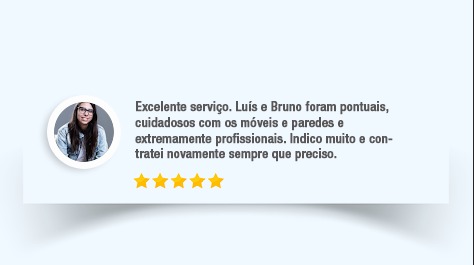 Excelente serviço. Luís e Bruno foram pontuais,
cuidadosos com os móveis e paredes e
extremamente profissionais. Indico muito e con-
tratei novamente sempre que preciso.